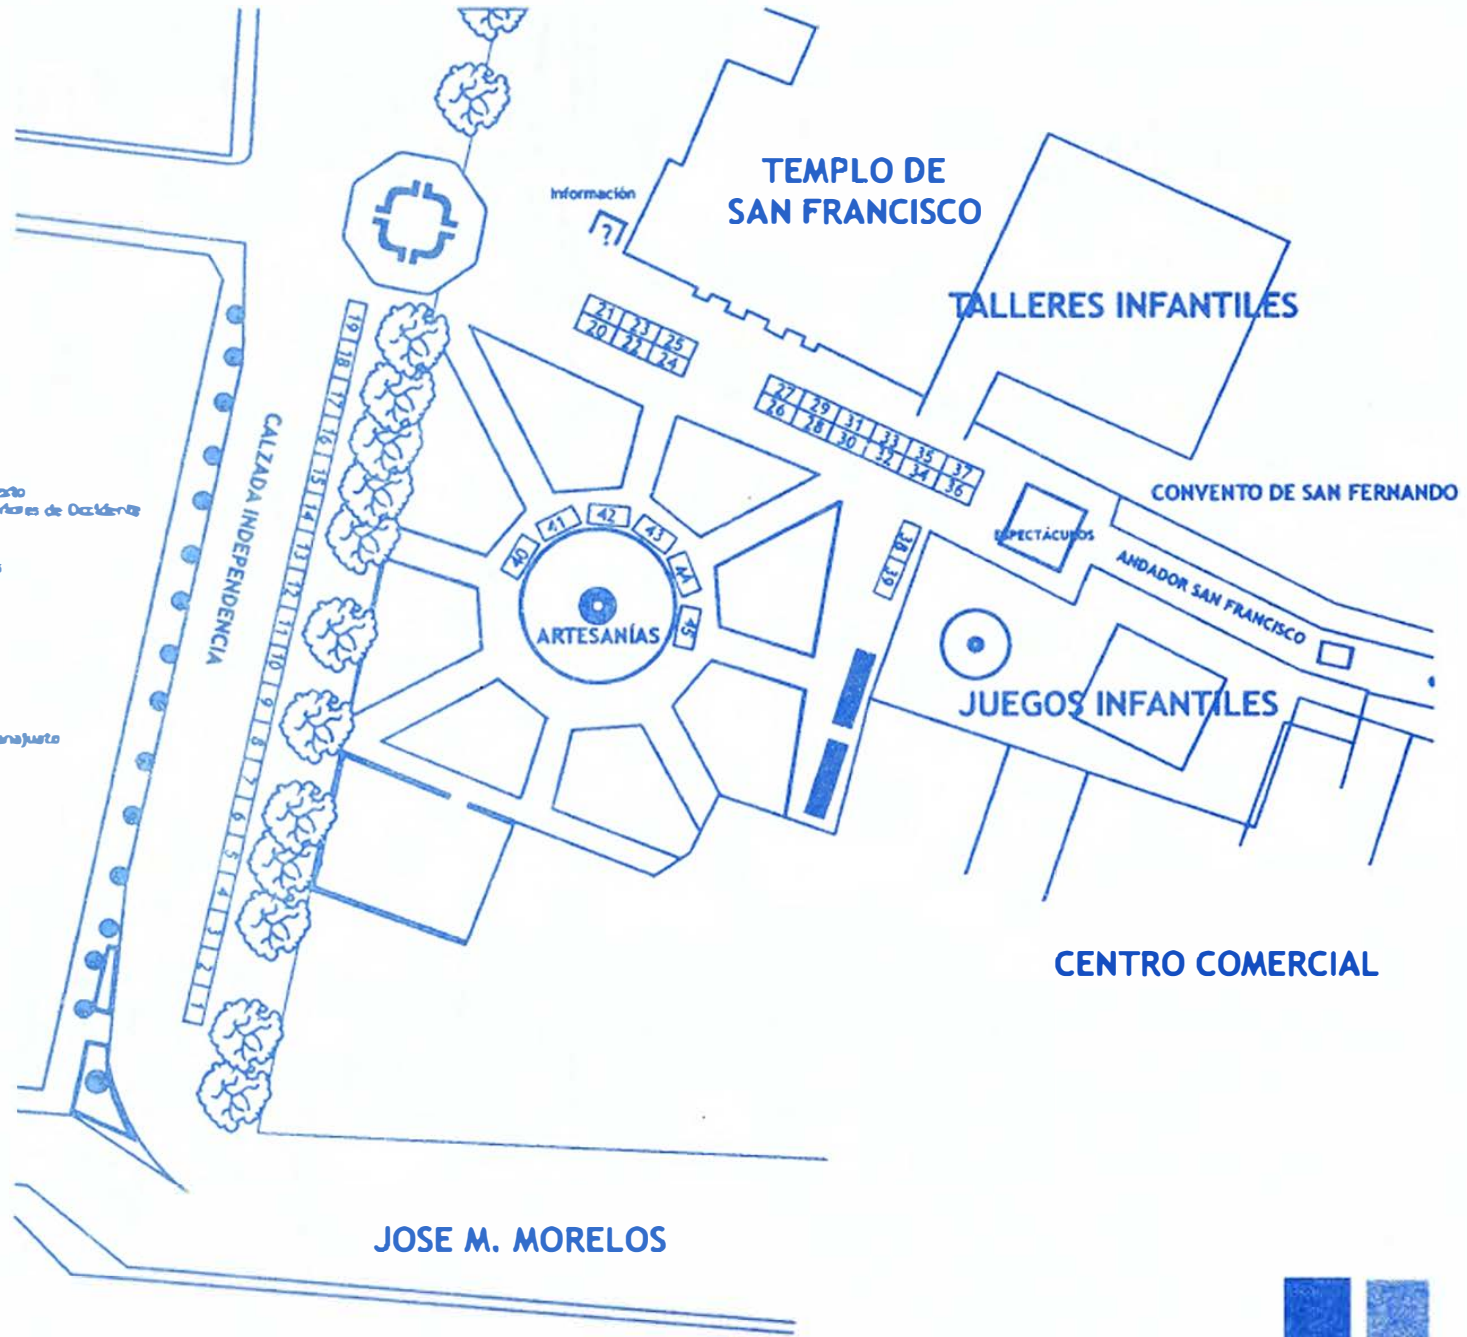 TEMPLO DE
SAN FRANCISCO
Información
?
TALLERES INFANTILES
21 23 25
20 22 24
27 29 31 33 35 37
26 28 30 32 34 36
CONVENTO DE SAN FERNANDO
ESPECTÁCULOS
ANDADOR SAN FRANCISCO
38 39
40 41 42 43 44 45
ARTESANÍAS
JUEGOS INFANTILES
CALZADA INDEPENDENCIA
19 18 17 16 15 14 13 12 11 10 9 8 7 6 5 4 3 2 1
de Occidente
CENTRO COMERCIAL
JOSE M. MORELOS